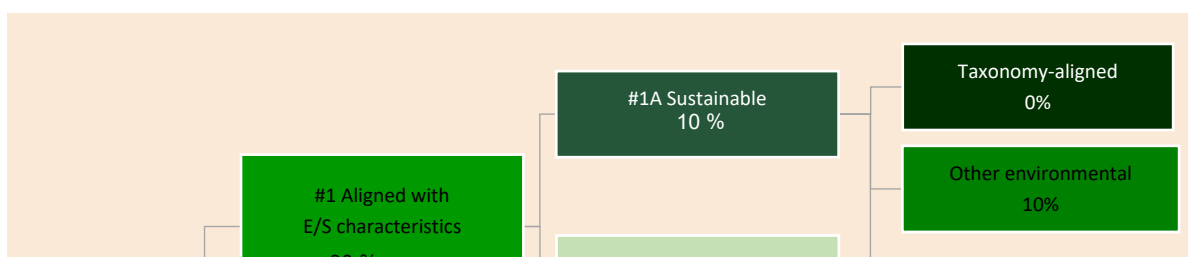 Taxonomy-aligned
0%
#1A Sustainable
10 %
Other environmental
10%
#1 Aligned with
E/S characteristics